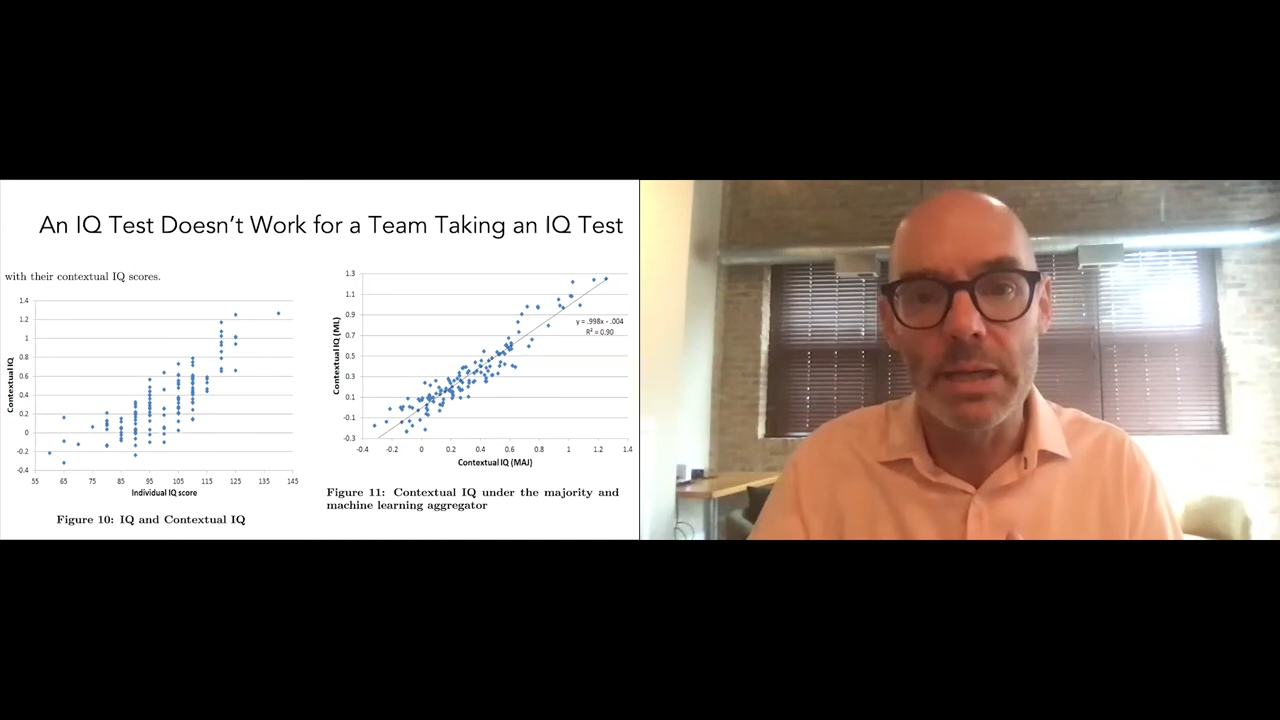 An IQ Test Doesn't Work for a Team Taking an IQ Test
with their contextual IQ scores.
1.4
1.2
1
0.8
0.6
0.4
0.2
0
-0.2
-0.4
Contextual IQ
55 65 75 85 95 105 115 125 135 145
Individual IQ score
Figure 10: IQ and Contextual IQ
1.3
1.1
0.9
0.7
0.5
0.3
0.1
-0.1
-0.3
Contextual IQ (ML)
y = .998x - .004
R² = 0.90
-0.4 -0.2 0 0.2 0.4 0.6 0.8 1 1.2 1.4
Contextual IQ (MAJ)
Figure 11: Contextual IQ under the majority and
machine learning aggregator